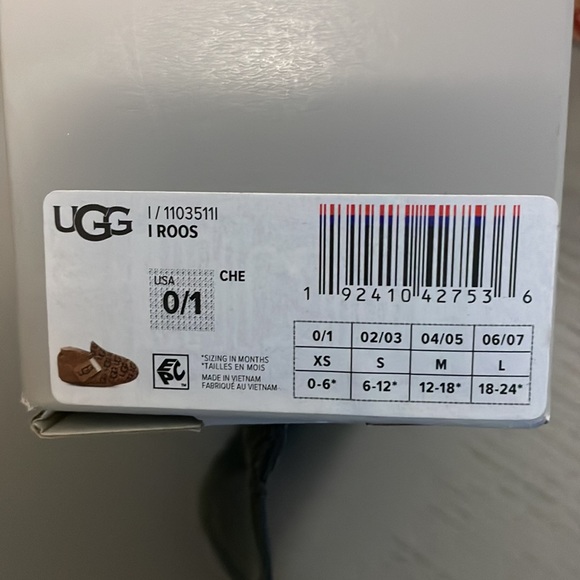 UGG
I / 1103511I
I ROOS
USA
0/1
CHE
1 92410 42753 6
*SIZING IN MONTHS
*TAILLES EN MOIS
MADE IN VIETNAM
FABRIQUÉ AU VIETNAM
EPC
TM
0/1 02/03 04/05 06/07
XS S M L
0-6* 6-12* 12-18* 18-24*